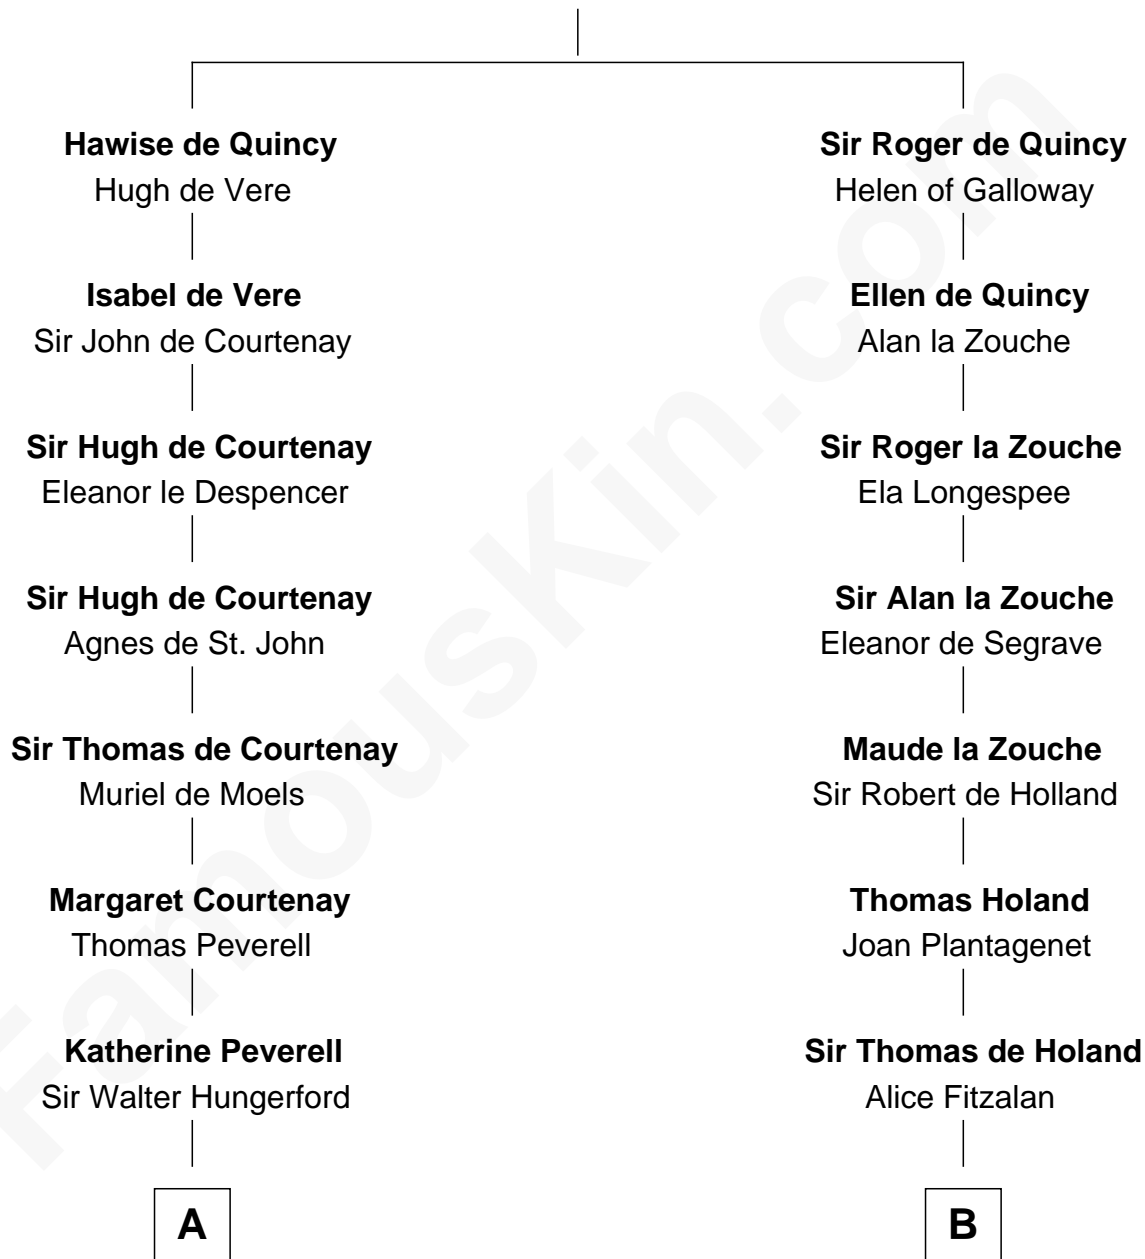 Hawise de Quincy
Hugh de Vere
Isabel de Vere
Sir John de Courtenay
Sir Hugh de Courtenay
Eleanor le Despencer
Sir Hugh de Courtenay
Agnes de St. John
Sir Thomas de Courtenay
Muriel de Moels
Margaret Courtenay
Thomas Peverell
Katherine Peverell
Sir Walter Hungerford
A
Sir Roger de Quincy
Helen of Galloway
Ellen de Quincy
Alan la Zouche
Sir Roger la Zouche
Ela Longespee
Sir Alan la Zouche
Eleanor de Segrave
Maude la Zouche
Sir Robert de Holland
Thomas Holand
Joan Plantagenet
Sir Thomas de Holand
Alice Fitzalan
B
FamousKin.com